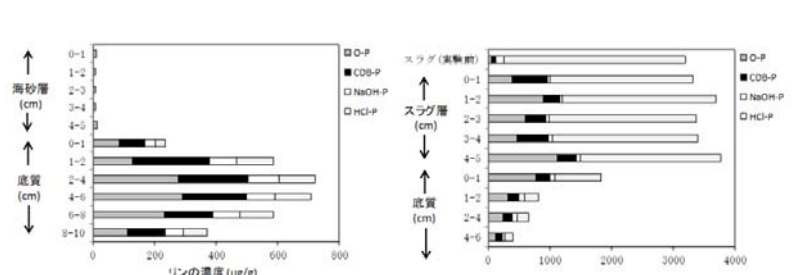 海砂層
(cm)
底質
(cm)
0-1
1-2
2-3
3-4
4-5
0-1
1-2
2-4
4-6
6-8
8-10
0
200
400
600
800
リンの濃度(μg/g)
O-P
CDB-P
NaOH-P
HCl-P
スラグ(実験前)
スラグ層
(cm)
底質
(cm)
0-1
1-2
2-3
3-4
4-5
0-1
1-2
2-4
4-6
0
1000
2000
3000
4000
O-P
CDB-P
NaOH-P
HCl-P